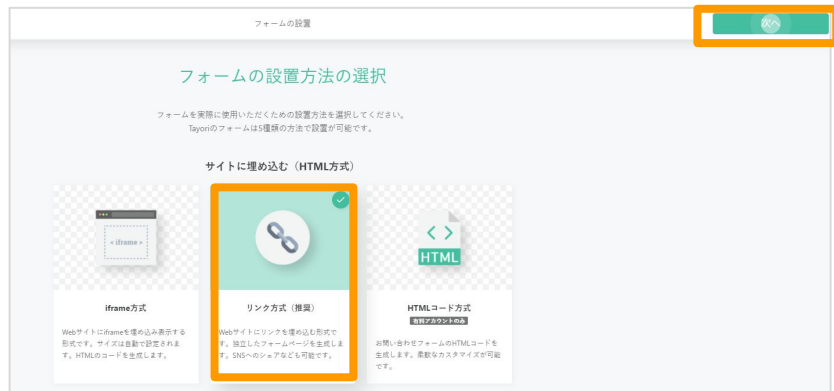 フォームの設置
次へ
フォームの設置方法の選択
フォームを実際に使用いただくための設置方法を選択してください。
Tayoriのフォームは5種類の方法で設置が可能です。
サイトに埋め込む（HTML方式）
< iframe >
HTML
iframe方式
Webサイトにiframeを埋め込み表示する
形式です。サイズは自動で設定されま
す。HTMLのコードを生成します。
リンク方式（推奨）
Webサイトにリンクを埋め込む形式で
す。独立したフォームページを生成しま
す。SNSへのシェアなども可能です。
HTMLコード方式
有料アカウントのみ
お問い合わせフォームのHTMLコードを
生成します。柔軟なカスタマイズが可能
です。